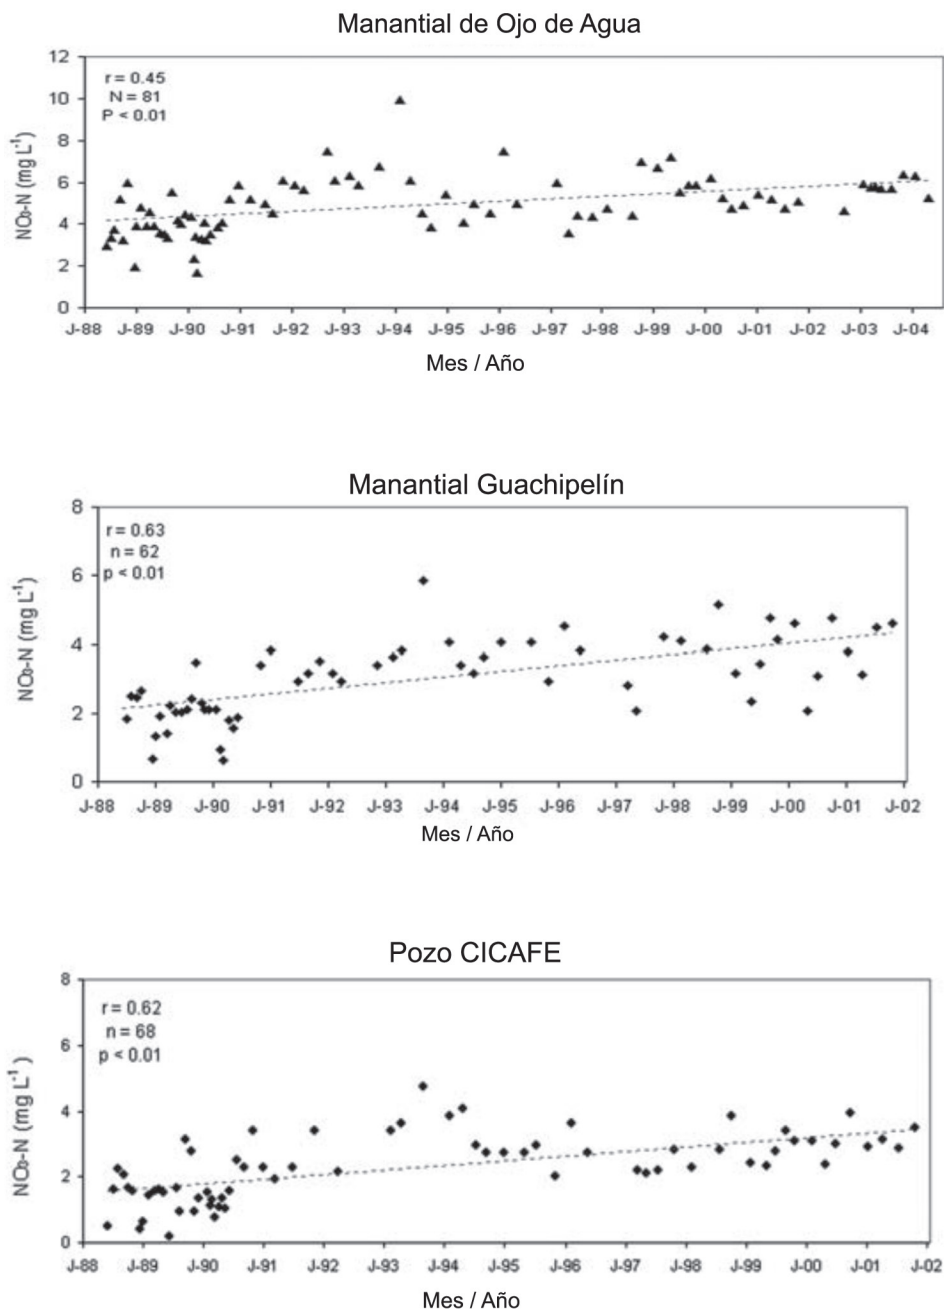 Manantial de Ojo de Agua
12
r = 0.45
N = 81
P < 0.01
10
8
6
4
2
0
NO3-N (mg L-1)
J-88 J-89 J-90 J-91 J-92 J-93 J-94 J-95 J-96 J-97 J-98 J-99 J-00 J-01 J-02 J-03 J-04
Mes / Año
Manantial Guachipelín
8
r = 0.63
n = 62
p < 0.01
6
4
2
0
NO3-N (mg L-1)
J-88 J-89 J-90 J-91 J-92 J-93 J-94 J-95 J-96 J-97 J-98 J-99 J-00 J-01 J-02
Mes / Año
Pozo CICAFE
8
r = 0.62
n = 68
p < 0.01
6
4
2
0
NO3-N (mg L-1)
J-88 J-89 J-90 J-91 J-92 J-93 J-94 J-95 J-96 J-97 J-98 J-99 J-00 J-01 J-02
Mes / Año